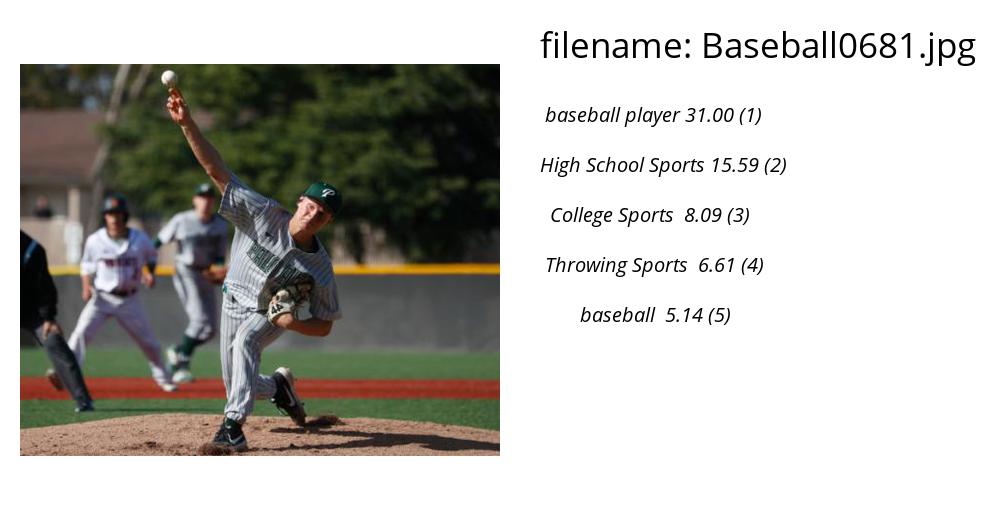 filename: Baseball0681.jpg
baseball player 31.00 (1)
High School Sports 15.59 (2)
College Sports 8.09 (3)
Throwing Sports 6.61 (4)
baseball 5.14 (5)
P